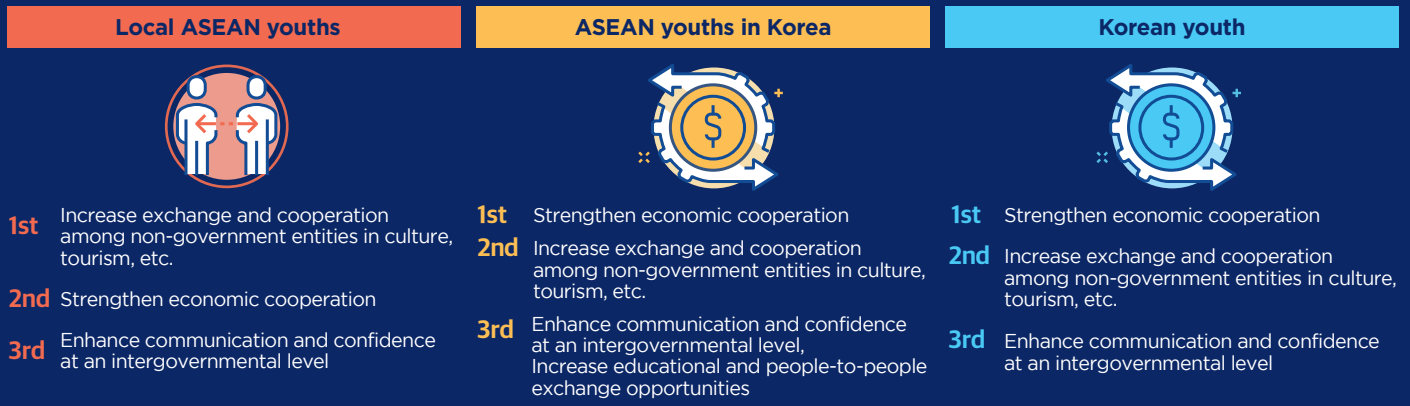 Local ASEAN youths
1st
Increase exchange and cooperation
among non-government entities in culture,
tourism, etc.
2nd Strengthen economic cooperation
3rd
Enhance communication and confidence
at an intergovernmental level
ASEAN youths in Korea
$
1st Strengthen economic cooperation
2nd Increase exchange and cooperation
among non-government entities in culture,
tourism, etc.
3rd Enhance communication and confidence
at an intergovernmental level,
Increase educational and people-to-people
exchange opportunities
Korean youth
$
1st Strengthen economic cooperation
2nd Increase exchange and cooperation
among non-government entities in culture,
tourism, etc.
3rd Enhance communication and confidence
at an intergovernmental level